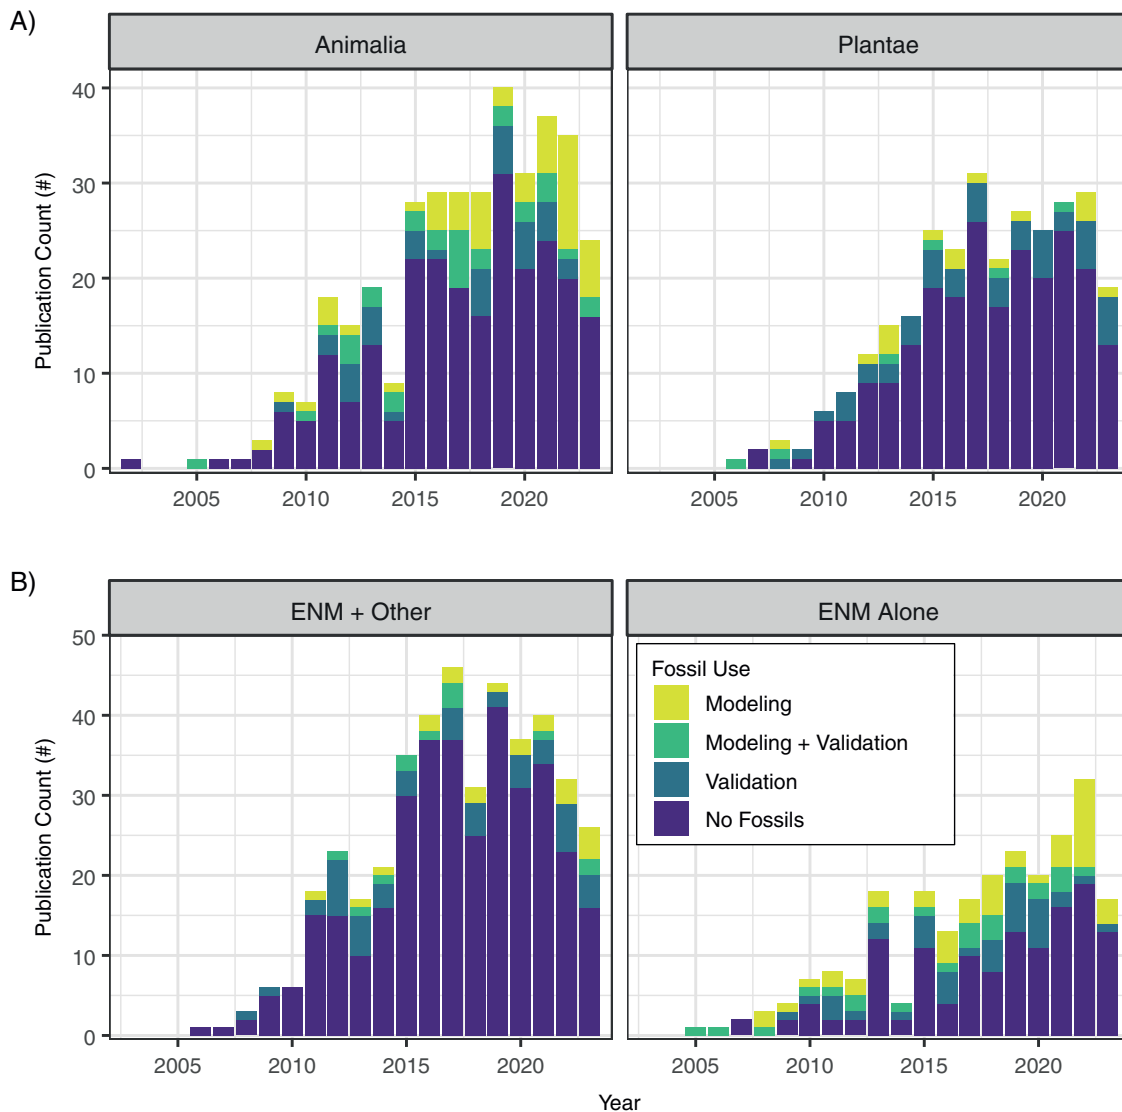 A)
Animalia
Plantae
Publication Count (#)
40
30
20
10
0
2005
2010
2015
2020
2005
2010
2015
2020
B)
ENM + Other
ENM Alone
Publication Count (#)
50
40
30
20
10
0
Fossil Use
Modeling
Modeling + Validation
Validation
No Fossils
2005
2010
2015
2020
2005
2010
2015
2020
Year